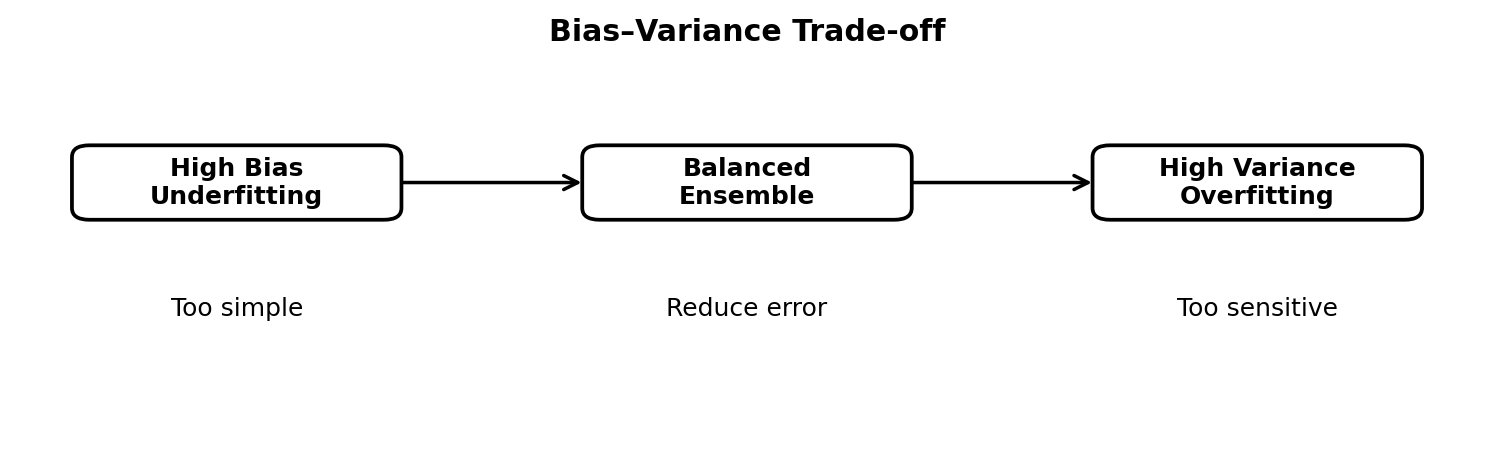 Bias–Variance Trade-off
High Bias
Underfitting
Balanced
Ensemble
High Variance
Overfitting
Too simple
Reduce error
Too sensitive